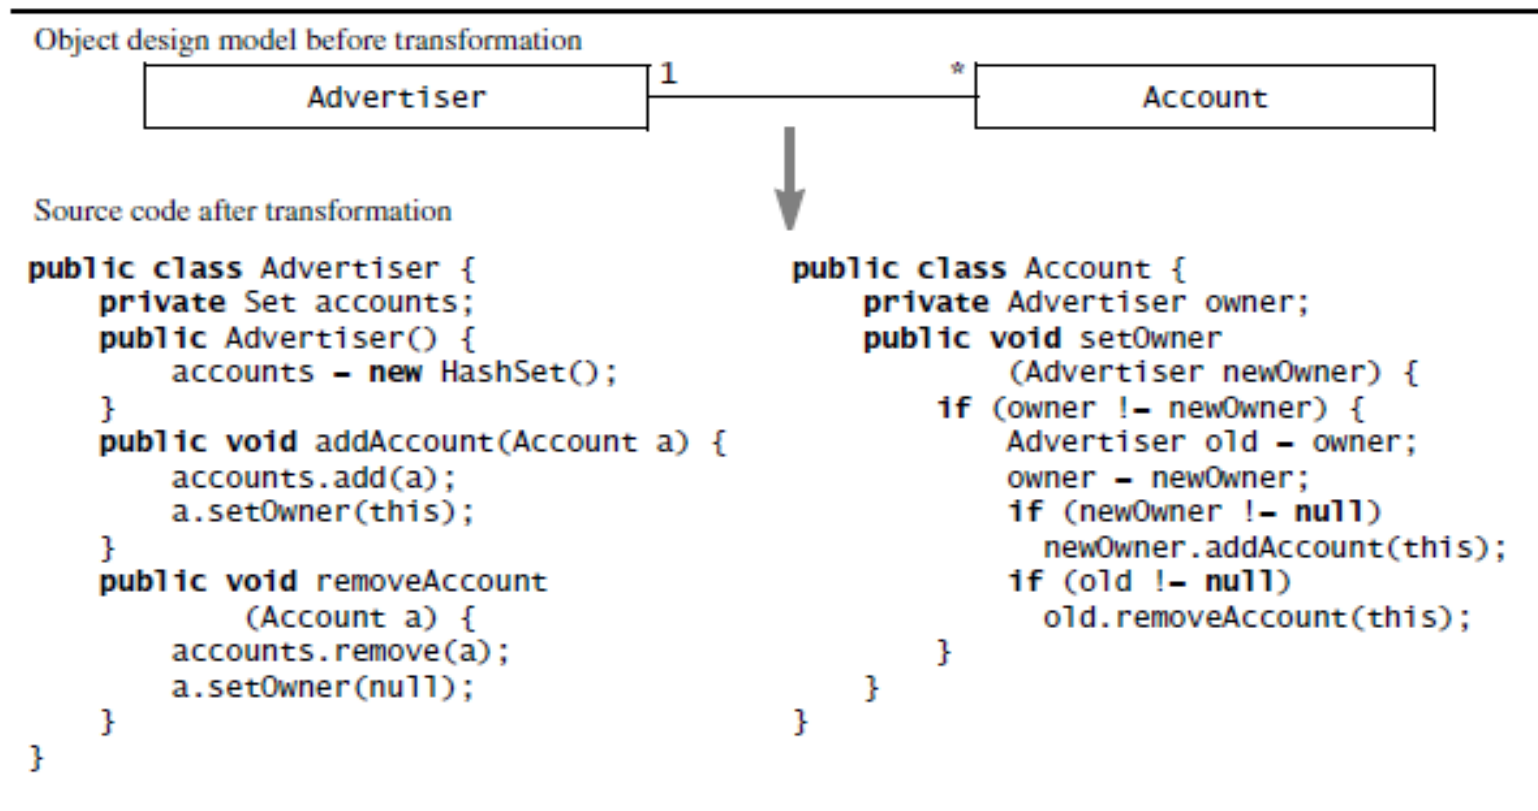 Object design model before transformation
Advertiser
1
*
Account
Source code after transformation
public class Advertiser {
private Set accounts;
public Advertiser() {
accounts = new HashSet();
}
public void addAccount(Account a) {
accounts.add(a);
a.setOwner(this);
}
public void removeAccount
(Account a) {
accounts.remove(a);
a.setOwner(null);
}
}
public class Account {
private Advertiser owner;
public void setOwner
(Advertiser newOwner) {
if (owner != newOwner) {
Advertiser old = owner;
owner = newOwner;
if (newOwner != null)
newOwner.addAccount(this);
if (old != null)
old.removeAccount(this);
}
}
}